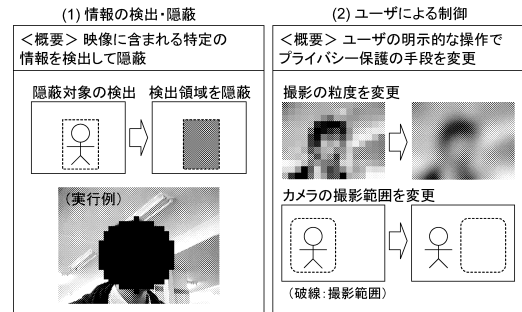 (1) 情報の検出・隠蔽
＜概要＞ 映像に含まれる特定の
情報を検出して隠蔽
隠蔽対象の検出
検出領域を隠蔽
(実行例)
(2) ユーザによる制御
＜概要＞ ユーザの明示的な操作で
プライバシー保護の手段を変更
撮影の粒度を変更
カメラの撮影範囲を変更
(破線：撮影範囲)